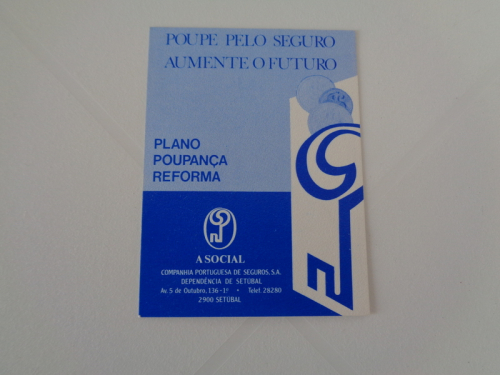 POUPE PELO SEGURO
AUMENTE O FUTURO
PLANO
POUPANÇA
REFORMA
A SOCIAL
COMPANHIA PORTUGUESA DE SEGUROS, S.A.
DEPENDÊNCIA DE SETÚBAL
Av. 5 de Outubro, 136-1º • Telef. 28280
2900 SETÚBAL